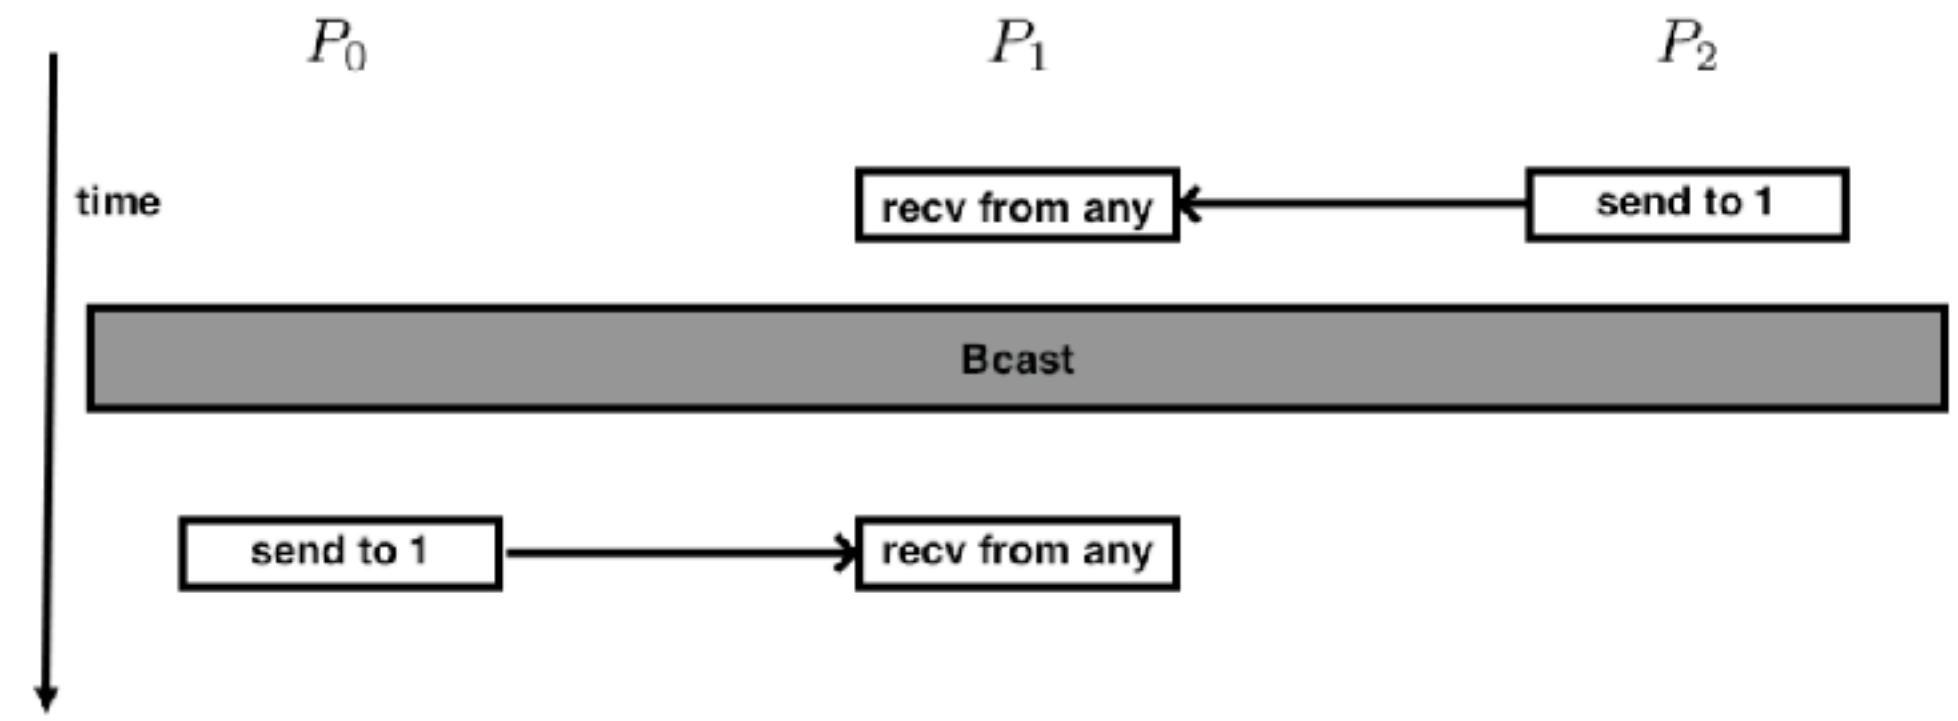 P0 P1 P2
time
recv from any
send to 1
Bcast
send to 1
recv from any